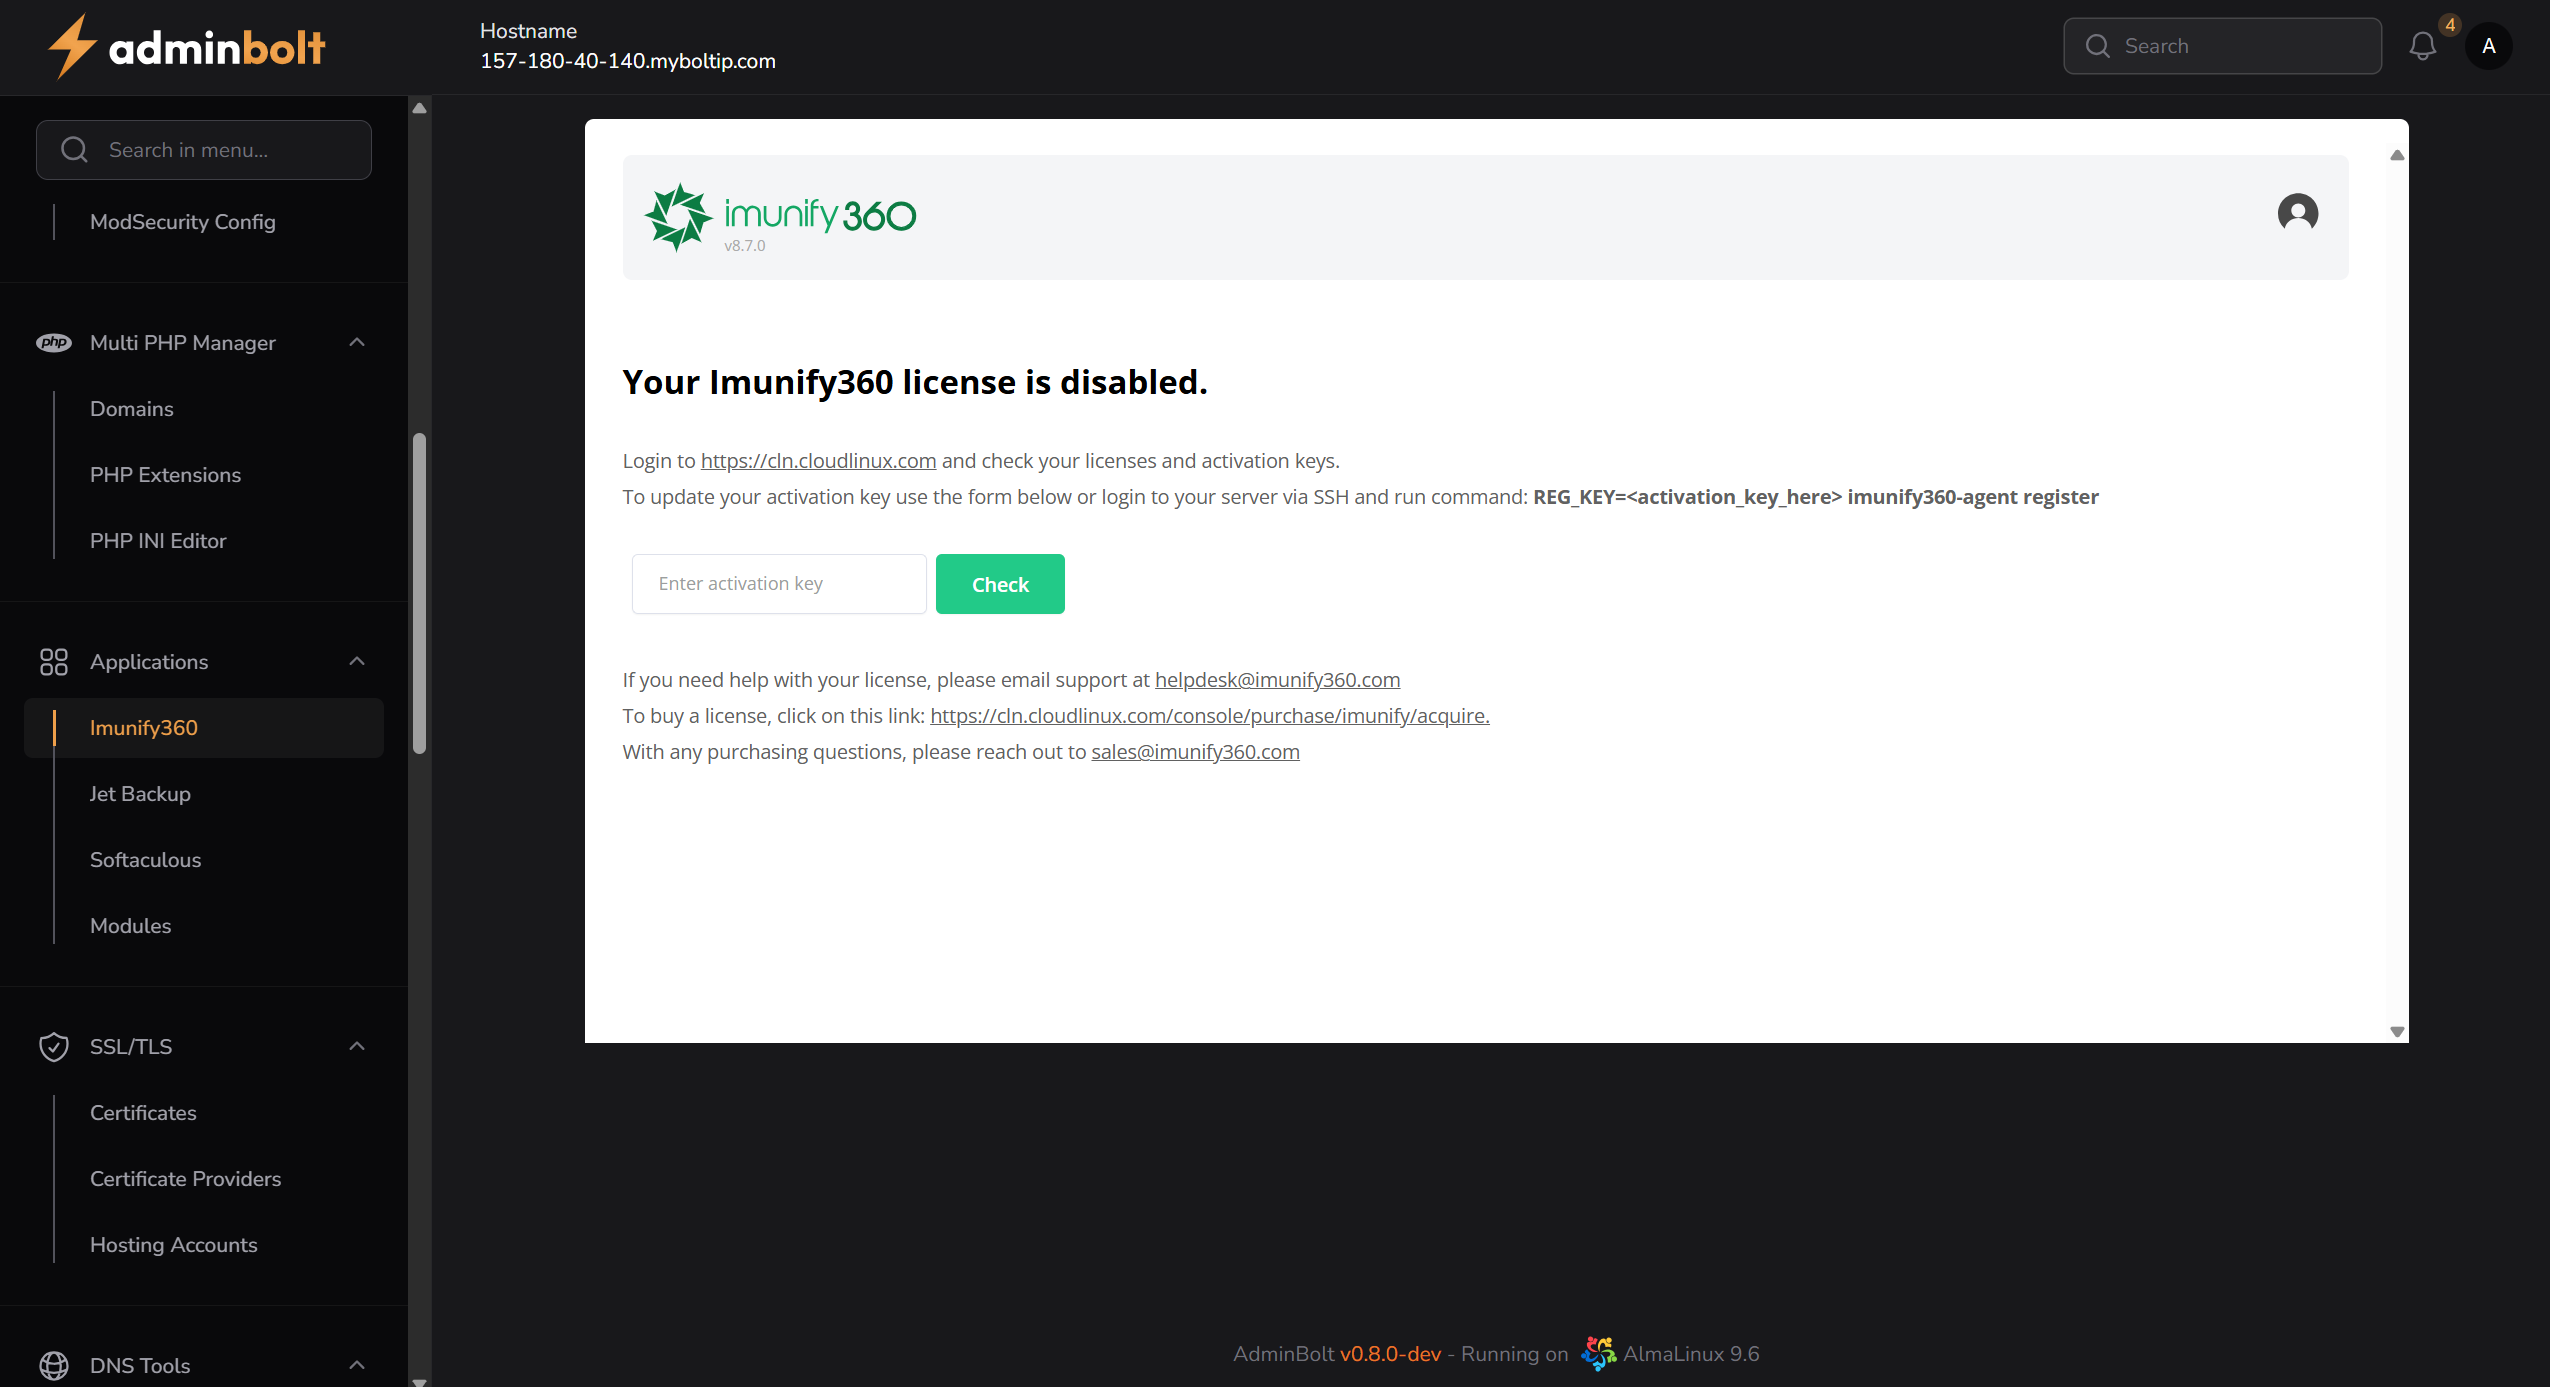 adminbolt
Hostname
157-180-40-140.myboltip.com
Search
4
A
Search in menu...
ModSecurity Config
php
Multi PHP Manager
Domains
PHP Extensions
PHP INI Editor
Applications
Imunify360
Jet Backup
Softaculous
Modules
SSL/TLS
Certificates
Certificate Providers
Hosting Accounts
DNS Tools
imunify360
v8.7.0
Your Imunify360 license is disabled.
Login to https://cln.cloudlinux.com and check your licenses and activation keys.
To update your activation key use the form below or login to your server via SSH and run command: REG_KEY=<activation_key_here> imunify360-agent register
Enter activation key
Check
If you need help with your license, please email support at helpdesk@imunify360.com
To buy a license, click on this link: https://cln.cloudlinux.com/console/purchase/imunify/acquire.
With any purchasing questions, please reach out to sales@imunify360.com
AdminBolt v0.8.0-dev - Running on AlmaLinux 9.6